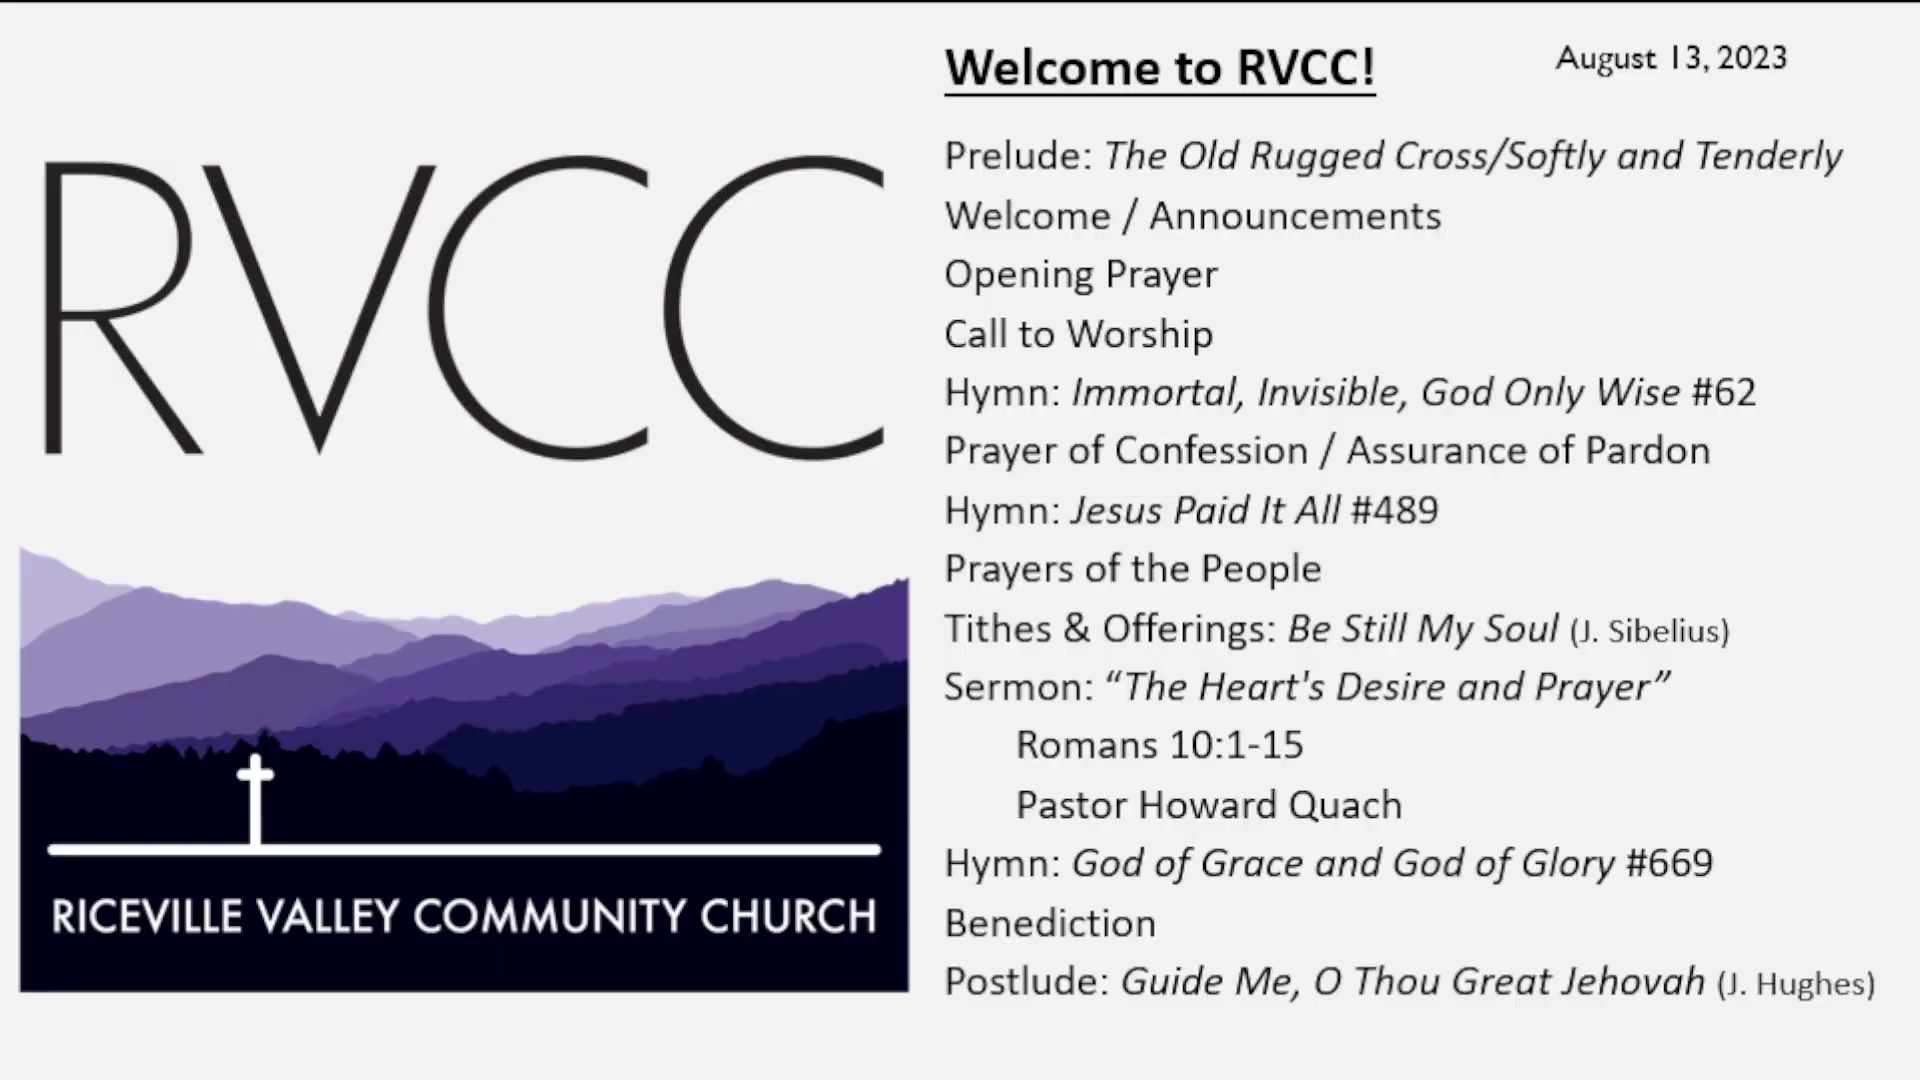 RVCC
RICEVILLE VALLEY COMMUNITY CHURCH
Welcome to RVCC!
August 13, 2023
Prelude: The Old Rugged Cross/Softly and Tenderly
Welcome / Announcements
Opening Prayer
Call to Worship
Hymn: Immortal, Invisible, God Only Wise #62
Prayer of Confession / Assurance of Pardon
Hymn: Jesus Paid It All #489
Prayers of the People
Tithes & Offerings: Be Still My Soul (J. Sibelius)
Sermon: “The Heart's Desire and Prayer”
Romans 10:1-15
Pastor Howard Quach
Hymn: God of Grace and God of Glory #669
Benediction
Postlude: Guide Me, O Thou Great Jehovah (J. Hughes)